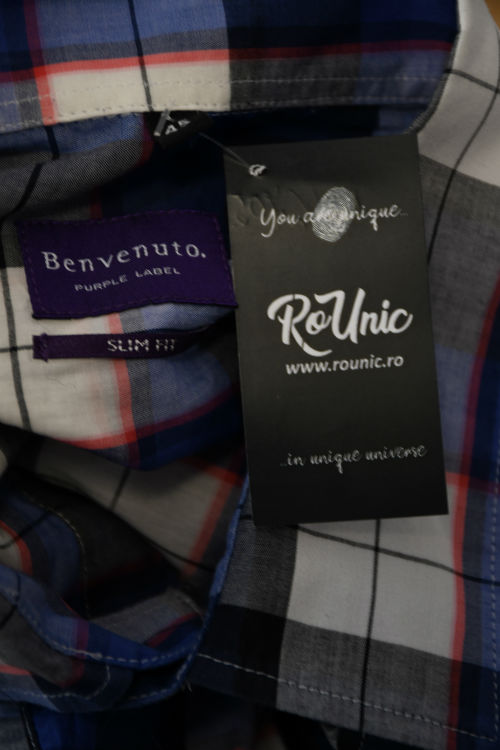 You are unique...
Benvenuto.
PURPLE LABEL
SLIM FIT
RoUnic
www.rounic.ro
...in unique universe